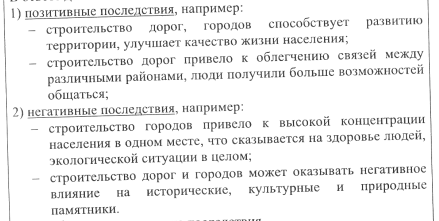 1) позитивные последствия, например:
– строительство дорог, городов способствует развитию
территории, улучшает качество жизни населения;
– строительство дорог привело к облегчению связей между
различными районами, люди получили больше возможностей
общаться;
2) негативные последствия, например:
– строительство городов привело к высокой концентрации
населения в одном месте, что сказывается на здоровье людей,
экологической ситуации в целом;
– строительство дорог и городов может оказывать негативное
влияние на исторические, культурные и природные
памятники.